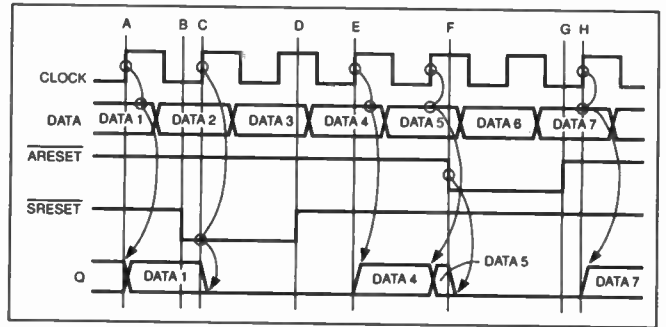 A B C D E F G H
CLOCK
DATA DATA 1 DATA 2 DATA 3 DATA 4 DATA 5 DATA 6 DATA 7
ARESET
SRESET
Q DATA 1 DATA 4 DATA 5 DATA 7